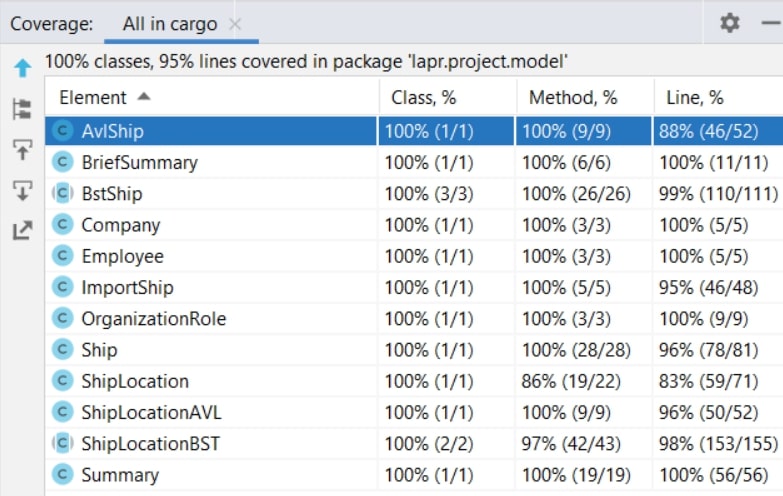 Coverage: All in cargo ×
100% classes, 95% lines covered in package 'lapr.project.model'
Element Class, % Method, % Line, %
C AvlShip 100% (1/1) 100% (9/9) 88% (46/52)
C BriefSummary 100% (1/1) 100% (6/6) 100% (11/11)
C BstShip 100% (3/3) 100% (26/26) 99% (110/111)
C Company 100% (1/1) 100% (3/3) 100% (5/5)
C Employee 100% (1/1) 100% (3/3) 100% (5/5)
C ImportShip 100% (1/1) 100% (5/5) 95% (46/48)
C OrganizationRole 100% (1/1) 100% (3/3) 100% (9/9)
C Ship 100% (1/1) 100% (28/28) 96% (78/81)
C ShipLocation 100% (1/1) 86% (19/22) 83% (59/71)
C ShipLocationAVL 100% (1/1) 100% (9/9) 96% (50/52)
C ShipLocationBST 100% (2/2) 97% (42/43) 98% (153/155)
C Summary 100% (1/1) 100% (19/19) 100% (56/56)